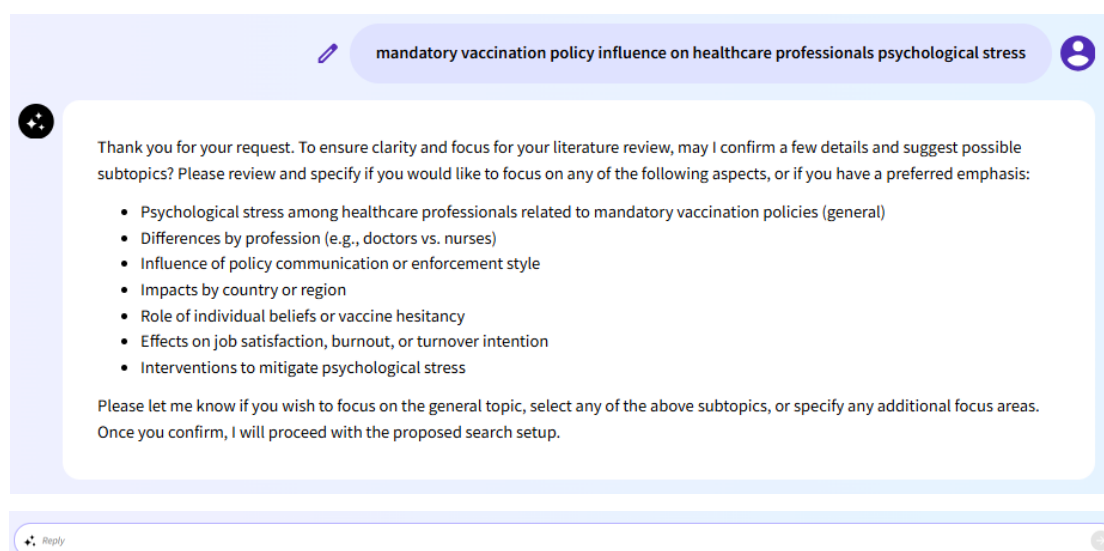 mandatory vaccination policy influence on healthcare professionals psychological stress
Thank you for your request. To ensure clarity and focus for your literature review, may I confirm a few details and suggest possible
subtopics? Please review and specify if you would like to focus on any of the following aspects, or if you have a preferred emphasis:
• Psychological stress among healthcare professionals related to mandatory vaccination policies (general)
• Differences by profession (e.g., doctors vs. nurses)
• Influence of policy communication or enforcement style
• Impacts by country or region
• Role of individual beliefs or vaccine hesitancy
• Effects on job satisfaction, burnout, or turnover intention
• Interventions to mitigate psychological stress
Please let me know if you wish to focus on the general topic, select any of the above subtopics, or specify any additional focus areas.
Once you confirm, I will proceed with the proposed search setup.
Reply